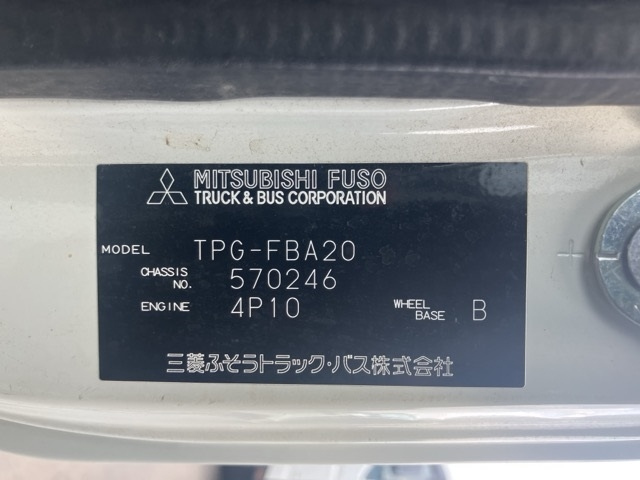 MITSUBISHI FUSO
TRUCK & BUS CORPORATION
MODEL TPG-FBA20
CHASSIS NO. 570246
ENGINE 4P10 WHEEL BASE B
三菱ふそうトラック・バス株式会社